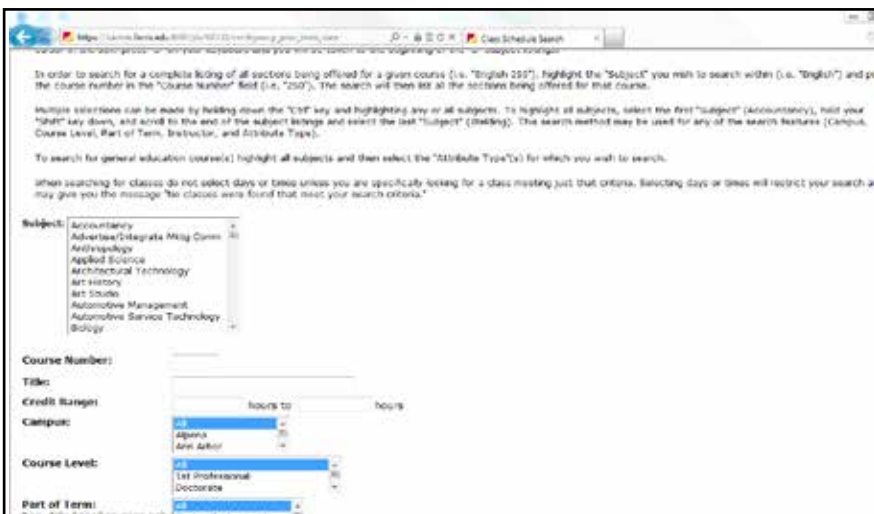 Class Schedule Search
In order to search for a complete listing of all sections being offered for a given course (i.e. "English 250"), highlight the "Subject" you wish to search within (i.e. "English") and pu
the course number in the "Course Number" field (i.e. "250"). The search will then list all the sections being offered for that course.
Multiple selections can be made by holding down the "Ctrl" key and highlighting any or all subjects. To highlight all subjects, select the first "Subject" (Accountancy), hold your
"Shift" key down, and scroll to the end of the subject listings and select the last "Subject" (Welding). This search method may be used for any of the search features (Campus,
Course Level, Part of Term, Instructor, and Attribute Type).
To search for general education course(s) highlight all subjects and then select the "Attribute Type"(s) for which you wish to search.
When searching for classes do not select days or times unless you are specifically looking for a class meeting just that criteria. Selecting days or times will restrict your search a
may give you the message "No classes were found that meet your search criteria."
Subject: Accountancy
Advertise/Integrate Mktg Comm
Anthropology
Applied Science
Architectural Technology
Art History
Art Studio
Automotive Management
Automotive Service Technology
Biology
Course Number:
Title:
Credit Range: hours to hours
Campus: All
Alpena
Ann Arbor
Course Level: All
1st Professional
Doctorate
Part of Term: All